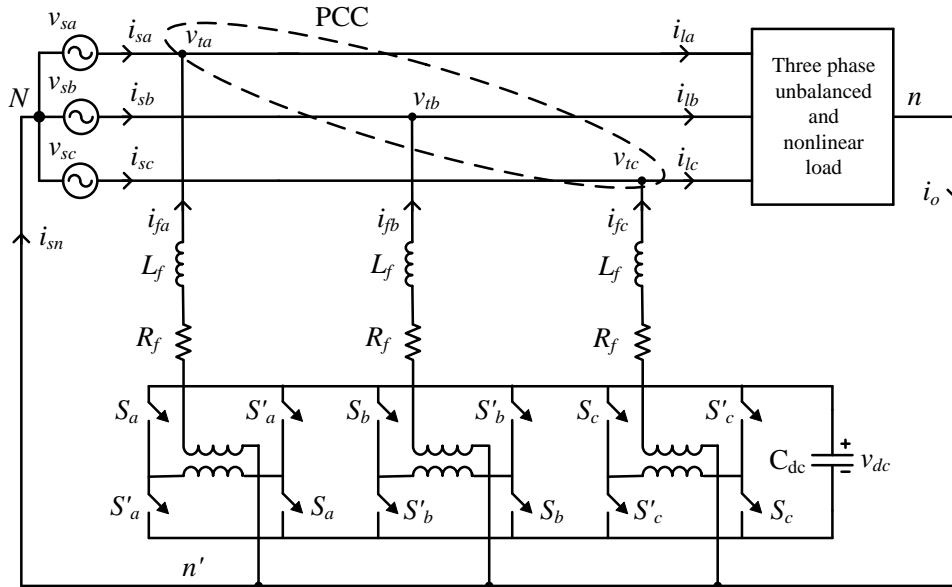 PCC
v_sa
i_sa
v_ta
i_la
v_sb
N
i_sb
v_tb
i_lb
v_sc
i_sc
v_tc
i_lc
Three phase
unbalanced
and
nonlinear
load
n
i_o
i_sn
i_fa
i_fb
i_fc
L_f
L_f
L_f
R_f
R_f
R_f
S_a
S'_a
S_b
S'_b
S_c
S'_c
C_dc
+
-
v_dc
S'_a
S_a
S'_b
S_b
S'_c
S_c
n'